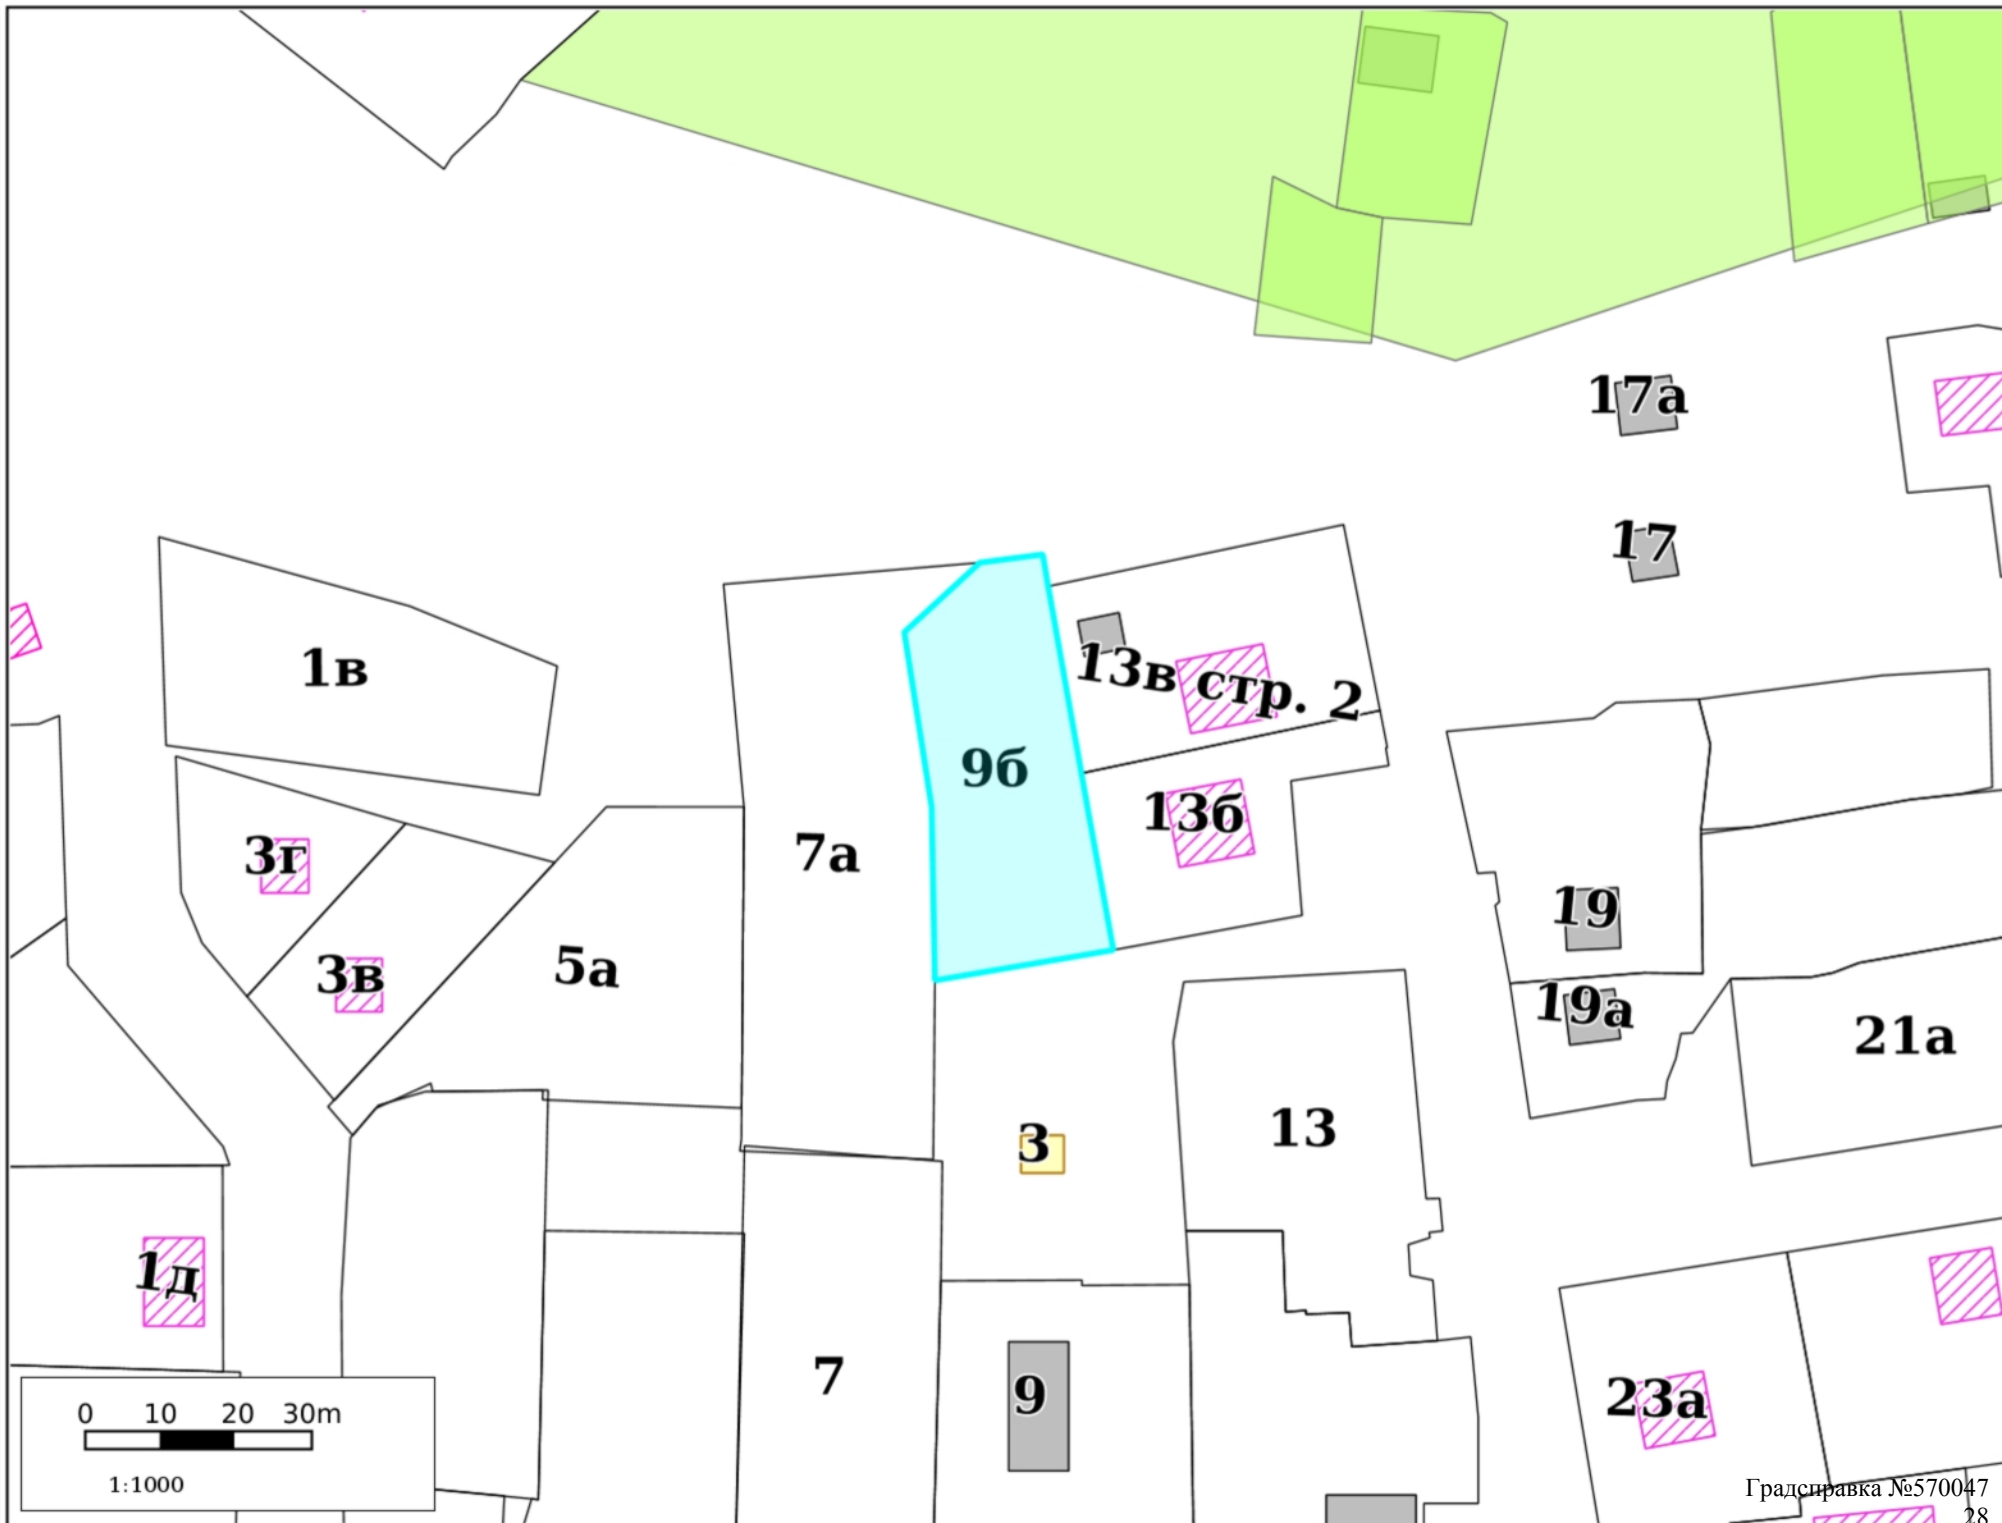 17а
17
1в
13в стр. 2
9б
13б
7а
3г
19
3в
5а
19а
21а
3
13
1д
7
9
23а
0 10 20 30m
1:1000
Градсправка №570047
28